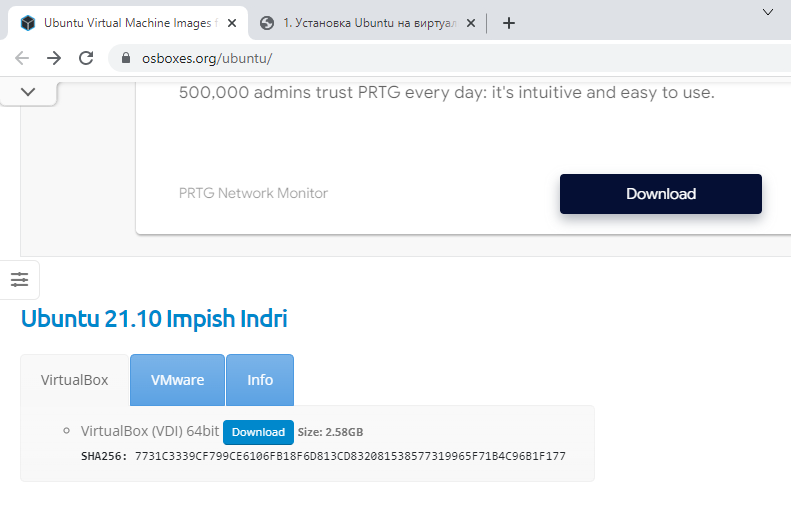 Ubuntu Virtual Machine Images f
1. Установка Ubuntu на виртуал
osboxes.org/ubuntu/
500,000 admins trust PRTG every day: it's intuitive and easy to use.
PRTG Network Monitor
Download
Ubuntu 21.10 Impish Indri
VirtualBox
VMware
Info
VirtualBox (VDI) 64bit Download Size: 2.58GB
SHA256: 7731C3339CF799CE6106FB18F6D813CD832081538577319965F71B4C96B1F177